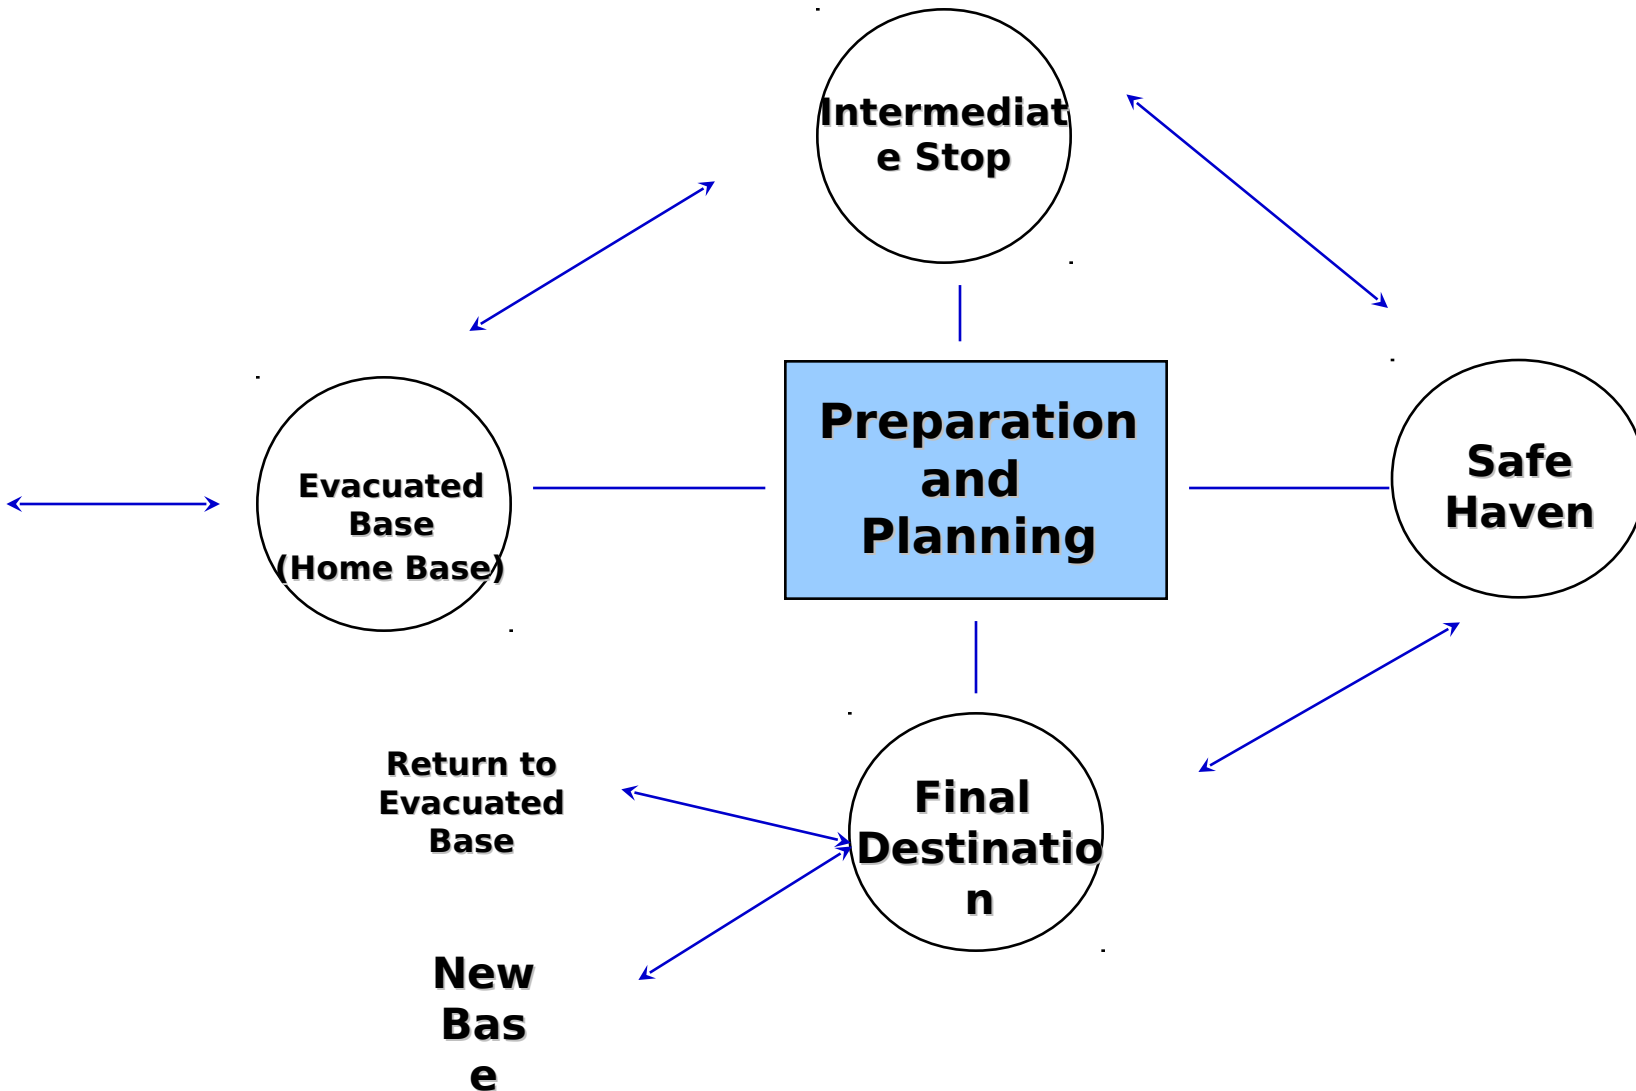 Intermediat
e Stop
Preparation
and
Planning
Safe
Haven
Evacuated
Base
(Home Base)
Return to
Evacuated
Base
Final
Destinatio
n
New
Bas
e